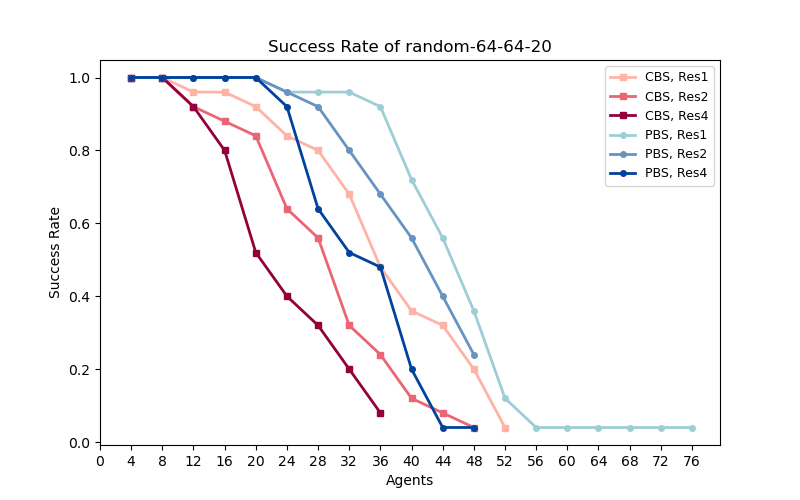 Success Rate of random-64-64-20
CBS, Res1
CBS, Res2
CBS, Res4
PBS, Res1
PBS, Res2
PBS, Res4
Success Rate
1.0
0.8
0.6
0.4
0.2
0.0
0 4 8 12 16 20 24 28 32 36 40 44 48 52 56 60 64 68 72 76
Agents